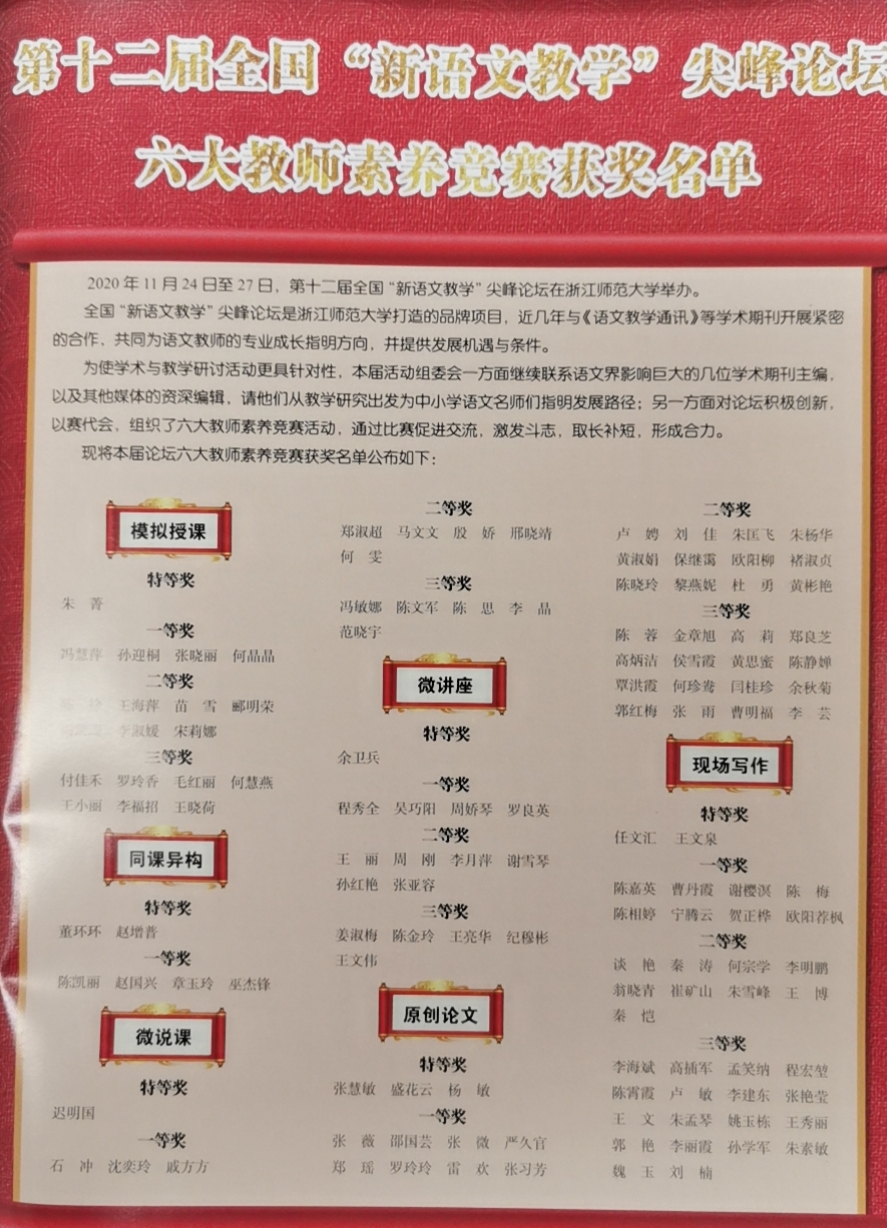 第十二届全国“新语文教学”尖峰论坛
六大教师素养竞赛获奖名单
2020年11月24日至27日，第十二届全国“新语文教学”尖峰论坛在浙江师范大学举办。
全国“新语文教学”尖峰论坛是浙江师范大学打造的品牌项目，近几年与《语文教学通讯》等学术期刊开展紧密
的合作，共同为语文教师的专业成长指明方向，并提供发展机遇与条件。
为使学术与教学研讨活动更具针对性，本届活动组委会一方面继续联系语文界影响巨大的几位学术期刊主编，
以及其他媒体的资深编辑，请他们从教学研究出发为中小学语文名师们指明发展路径；另一方面对论坛积极创新，
以赛代会，组织了六大教师素养竞赛活动，通过比赛促进交流，激发斗志，取长补短，形成合力。
现将本届论坛六大教师素养竞赛获奖名单公布如下：
模拟授课
特等奖
朱 菁
一等奖
冯慧萍 孙迎桐 张晓丽 何晶晶
二等奖
王海萍 苗 雪 郦明荣
李淑媛 宋莉娜
三等奖
付佳禾 罗玲香 毛红丽 何慧燕
王小丽 李福招 王晓荷
同课异构
特等奖
董环环 赵增普
一等奖
陈凯丽 赵国兴 章玉玲 巫杰锋
微说课
特等奖
迟明国
一等奖
石 冲 沈奕玲 戚方方
二等奖
郑淑超 马文文 殷 娇 邢晓靖
何 雯
三等奖
冯敏娜 陈文军 陈 思 李 晶
范晓宇
微讲座
特等奖
余卫兵
一等奖
程秀全 吴巧阳 周娇琴 罗良英
二等奖
王 丽 周 刚 李月萍 谢雪琴
孙红艳 张亚容
三等奖
姜淑梅 陈金玲 王亮华 纪穆彬
王文伟
原创论文
特等奖
张慧敏 盛花云 杨 敏
一等奖
张 薇 邵国芸 张 微 严久官
郑 瑶 罗玲玲 雷 欢 张习芳
二等奖
卢 娉 刘 佳 朱匡飞 朱杨华
黄淑娟 保继霭 欧阳柳 褚淑贞
陈晓玲 黎燕妮 杜 勇 黄彬艳
三等奖
陈 蓉 金章旭 高 莉 郑良芝
高炳洁 侯雪霞 黄思蜜 陈静婵
覃洪霞 何珍鸯 闫桂珍 余秋菊
郭红梅 张 雨 曹明福 李 芸
现场写作
特等奖
任文汇 王文泉
一等奖
陈嘉英 曹丹霞 谢樱溟 陈 梅
陈相婷 宁腾云 贺正桦 欧阳荐枫
二等奖
谈 艳 秦 涛 何宗学 李明鹏
翁晓青 崔矿山 朱雪峰 王 博
秦 恺
三等奖
李海斌 高捅军 孟笑纳 程宏堃
陈霄霞 卢 敏 李建东 张艳莹
王 文 朱孟琴 姚玉栋 王秀丽
郭 艳 李丽霞 孙学军 朱素敏
魏 玉 刘 楠